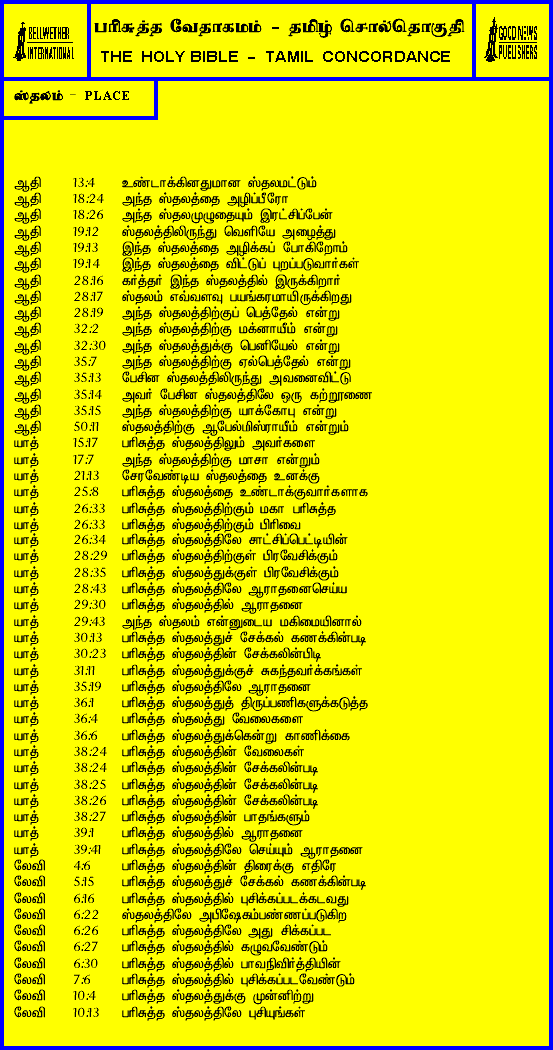 BELLWETHER
INTERNATIONAL
பரிசுத்த வேதாகமம் - தமிழ் சொல்தொகுதி
THE HOLY BIBLE - TAMIL CONCORDANCE
GOOD NEWS
PUBLISHERS
ஸ்தலம் - PLACE
ஆதி 13:4 உண்டாக்கினதுமான ஸ்தலமட்டும்
ஆதி 18:24 அந்த ஸ்தலத்தை அழிப்பீரோ
ஆதி 18:26 அந்த ஸ்தலமுழுதையும் இரட்சிப்பேன்
ஆதி 19:12 ஸ்தலத்திலிருந்து வெளியே அழைத்து
ஆதி 19:13 இந்த ஸ்தலத்தை அழிக்கப் போகிறோம்
ஆதி 19:14 இந்த ஸ்தலத்தை விட்டுப் புறப்படுவார்கள்
ஆதி 28:16 கர்த்தர் இந்த ஸ்தலத்தில் இருக்கிறார்
ஆதி 28:17 ஸ்தலம் எவ்வளவு பயங்கரமாயிருக்கிறது
ஆதி 28:19 அந்த ஸ்தலத்திற்குப் பெத்தேல் என்று
ஆதி 32:2 அந்த ஸ்தலத்திற்கு மக்னாயீம் என்று
ஆதி 32:30 அந்த ஸ்தலத்துக்கு பெனியேல் என்று
ஆதி 35:7 அந்த ஸ்தலத்திற்கு ஏல்பெத்தேல் என்று
ஆதி 35:13 பேசின ஸ்தலத்திலிருந்து அவனைவிட்டு
ஆதி 35:14 அவர் பேசின ஸ்தலத்திலே ஒரு கற்றூணை
ஆதி 35:15 அந்த ஸ்தலத்திற்கு யாக்கோபு என்று
ஆதி 50:11 ஸ்தலத்திற்கு ஆபேல்மிஸ்ராயீம் என்றும்
யாத் 15:17 பரிசுத்த ஸ்தலத்திலும் அவர்களை
யாத் 17:7 அந்த ஸ்தலத்திற்கு மாசா என்றும்
யாத் 21:13 சேரவேண்டிய ஸ்தலத்தை உனக்கு
யாத் 25:8 பரிசுத்த ஸ்தலத்தை உண்டாக்குவார்களாக
யாத் 26:33 பரிசுத்த ஸ்தலத்திற்கும் மகா பரிசுத்த
யாத் 26:33 பரிசுத்த ஸ்தலத்திற்கும் பிரிவை
யாத் 26:34 பரிசுத்த ஸ்தலத்திலே சாட்சிப்பெட்டியின்
யாத் 28:29 பரிசுத்த ஸ்தலத்திற்குள் பிரவேசிக்கும்
யாத் 28:35 பரிசுத்த ஸ்தலத்துக்குள் பிரவேசிக்கும்
யாத் 28:43 பரிசுத்த ஸ்தலத்திலே ஆராதனைசெய்ய
யாத் 29:30 பரிசுத்த ஸ்தலத்தில் ஆராதனை
யாத் 29:43 அந்த ஸ்தலம் என்னுடைய மகிமையினால்
யாத் 30:13 பரிசுத்த ஸ்தலத்துச் சேக்கல் கணக்கின்படி
யாத் 30:23 பரிசுத்த ஸ்தலத்தின் சேக்கலின்பிடி
யாத் 31:11 பரிசுத்த ஸ்தலத்துக்குச் சுகந்தவர்க்கங்கள்
யாத் 35:19 பரிசுத்த ஸ்தலத்திலே ஆராதனை
யாத் 36:1 பரிசுத்த ஸ்தலத்துத் திருப்பணிகளுக்கடுத்த
யாத் 36:4 பரிசுத்த ஸ்தலத்து வேலைகளை
யாத் 36:6 பரிசுத்த ஸ்தலத்துக்கென்று காணிக்கை
யாத் 38:24 பரிசுத்த ஸ்தலத்தின் வேலைகள்
யாத் 38:24 பரிசுத்த ஸ்தலத்தின் சேக்கலின்படி
யாத் 38:25 பரிசுத்த ஸ்தலத்தின் சேக்கலின்படி
யாத் 38:26 பரிசுத்த ஸ்தலத்தின் சேக்கலின்படி
யாத் 38:27 பரிசுத்த ஸ்தலத்தின் பாதங்களும்
யாத் 39:1 பரிசுத்த ஸ்தலத்தில் ஆராதனை
யாத் 39:41 பரிசுத்த ஸ்தலத்திலே செய்யும் ஆராதனை
லேவி 4:6 பரிசுத்த ஸ்தலத்தின் திரைக்கு எதிரே
லேவி 5:15 பரிசுத்த ஸ்தலத்துச் சேக்கல் கணக்கின்படி
லேவி 6:16 பரிசுத்த ஸ்தலத்தில் புசிக்கப்படக்கடவது
லேவி 6:22 ஸ்தலத்திலே அபிஷேகம்பண்ணப்படுகிற
லேவி 6:26 பரிசுத்த ஸ்தலத்திலே அது சிக்கப்பட
லேவி 6:27 பரிசுத்த ஸ்தலத்தில் கழுவவேண்டும்
லேவி 6:30 பரிசுத்த ஸ்தலத்தில் பாவநிவிர்த்தியின்
லேவி 7:6 பரிசுத்த ஸ்தலத்தில் புசிக்கப்படவேண்டும்
லேவி 10:4 பரிசுத்த ஸ்தலத்துக்கு முன்னிற்று
லேவி 10:13 பரிசுத்த ஸ்தலத்திலே புசியுங்கள்